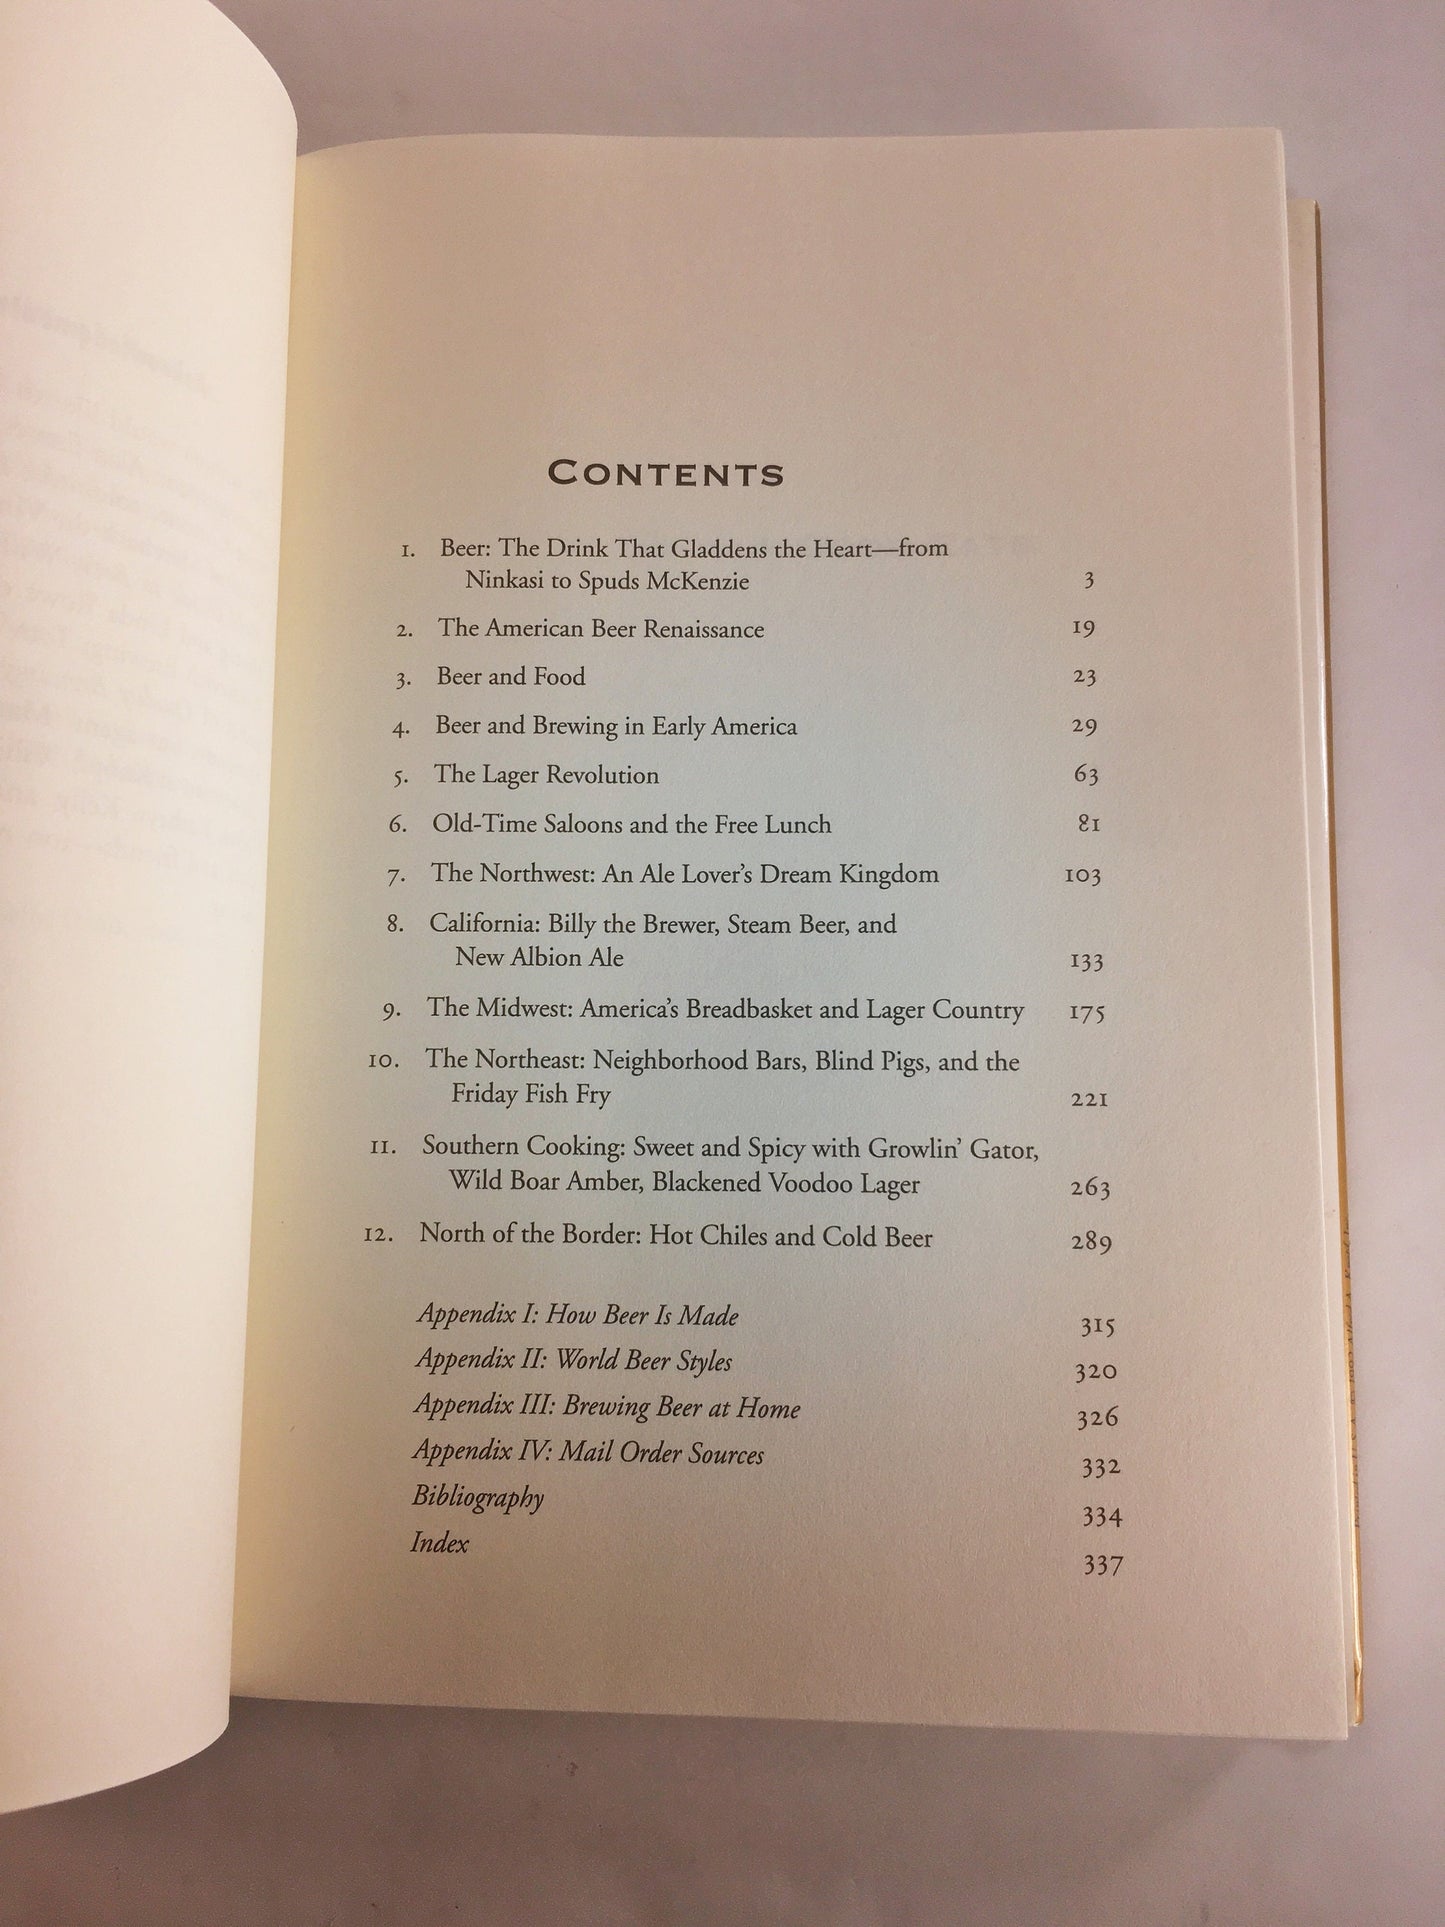 CONTENTS
1. Beer: The Drink That Gladdens the Heart—from
Ninkasi to Spuds McKenzie 3
2. The American Beer Renaissance 19
3. Beer and Food 23
4. Beer and Brewing in Early America 29
5. The Lager Revolution 63
6. Old-Time Saloons and the Free Lunch 81
7. The Northwest: An Ale Lover's Dream Kingdom 103
8. California: Billy the Brewer, Steam Beer, and
New Albion Ale 133
9. The Midwest: America's Breadbasket and Lager Country 175
10. The Northeast: Neighborhood Bars, Blind Pigs, and the
Friday Fish Fry 221
11. Southern Cooking: Sweet and Spicy with Growlin' Gator,
Wild Boar Amber, Blackened Voodoo Lager 263
12. North of the Border: Hot Chiles and Cold Beer 289
Appendix I: How Beer Is Made 315
Appendix II: World Beer Styles 320
Appendix III: Brewing Beer at Home 326
Appendix IV: Mail Order Sources 332
Bibliography 334
Index 337